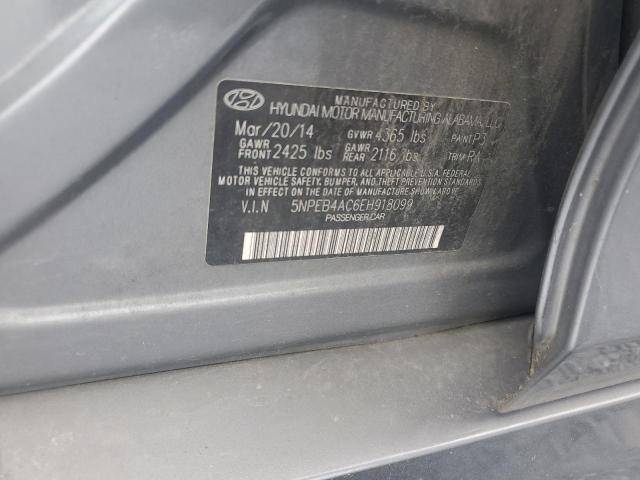 MANUFACTURED BY
HYUNDAI MOTOR MANUFACTURING ALABAMA, LLC
Mar/20/14 GVWR 4365 lbs PAINT P3
GAWR FRONT 2425 lbs GAWR REAR 2116 lbs TRIM RA
THIS VEHICLE CONFORMS TO ALL APPLICABLE U.S.A. FEDERAL
MOTOR VEHICLE SAFETY, BUMPER, AND THEFT PREVENTION STANDARDS
IN EFFECT ON THE DATE OF MANUFACTURE SHOWN ABOVE.
V.I.N 5NPEB4AC6EH918099
PASSENGER CAR